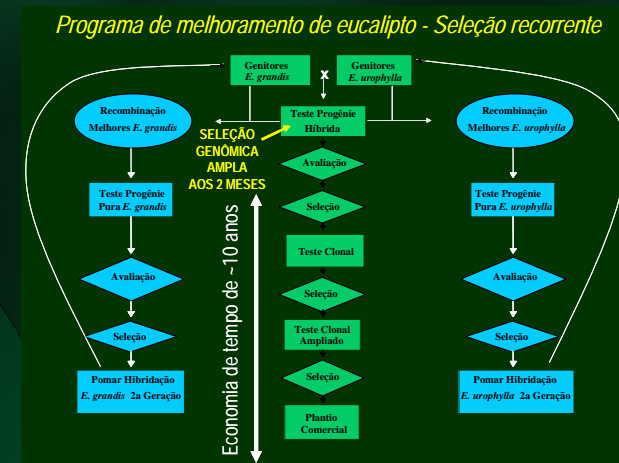 Programa de melhoramento de eucalipto - Seleção recorrente
Genitores
E. grandis
x
Genitores
E. urophylla
Recombinação
Melhores E. grandis
Teste Progênie
Pura E. grandis
Avaliação
Seleção
Pomar Hibridação
E. grandis 2a Geração
SELEÇÃO
GENÔMICA
AMPLA
AOS 2 MESES
Economia de tempo de ~10 anos
Teste Progênie
Híbrida
Avaliação
Seleção
Teste Clonal
Seleção
Teste Clonal
Ampliado
Seleção
Plantio
Comercial
Recombinação
Melhores E. urophylla
Teste Progênie
Pura E. urophylla
Avaliação
Seleção
Pomar Hibridação
E. urophylla 2a Geração